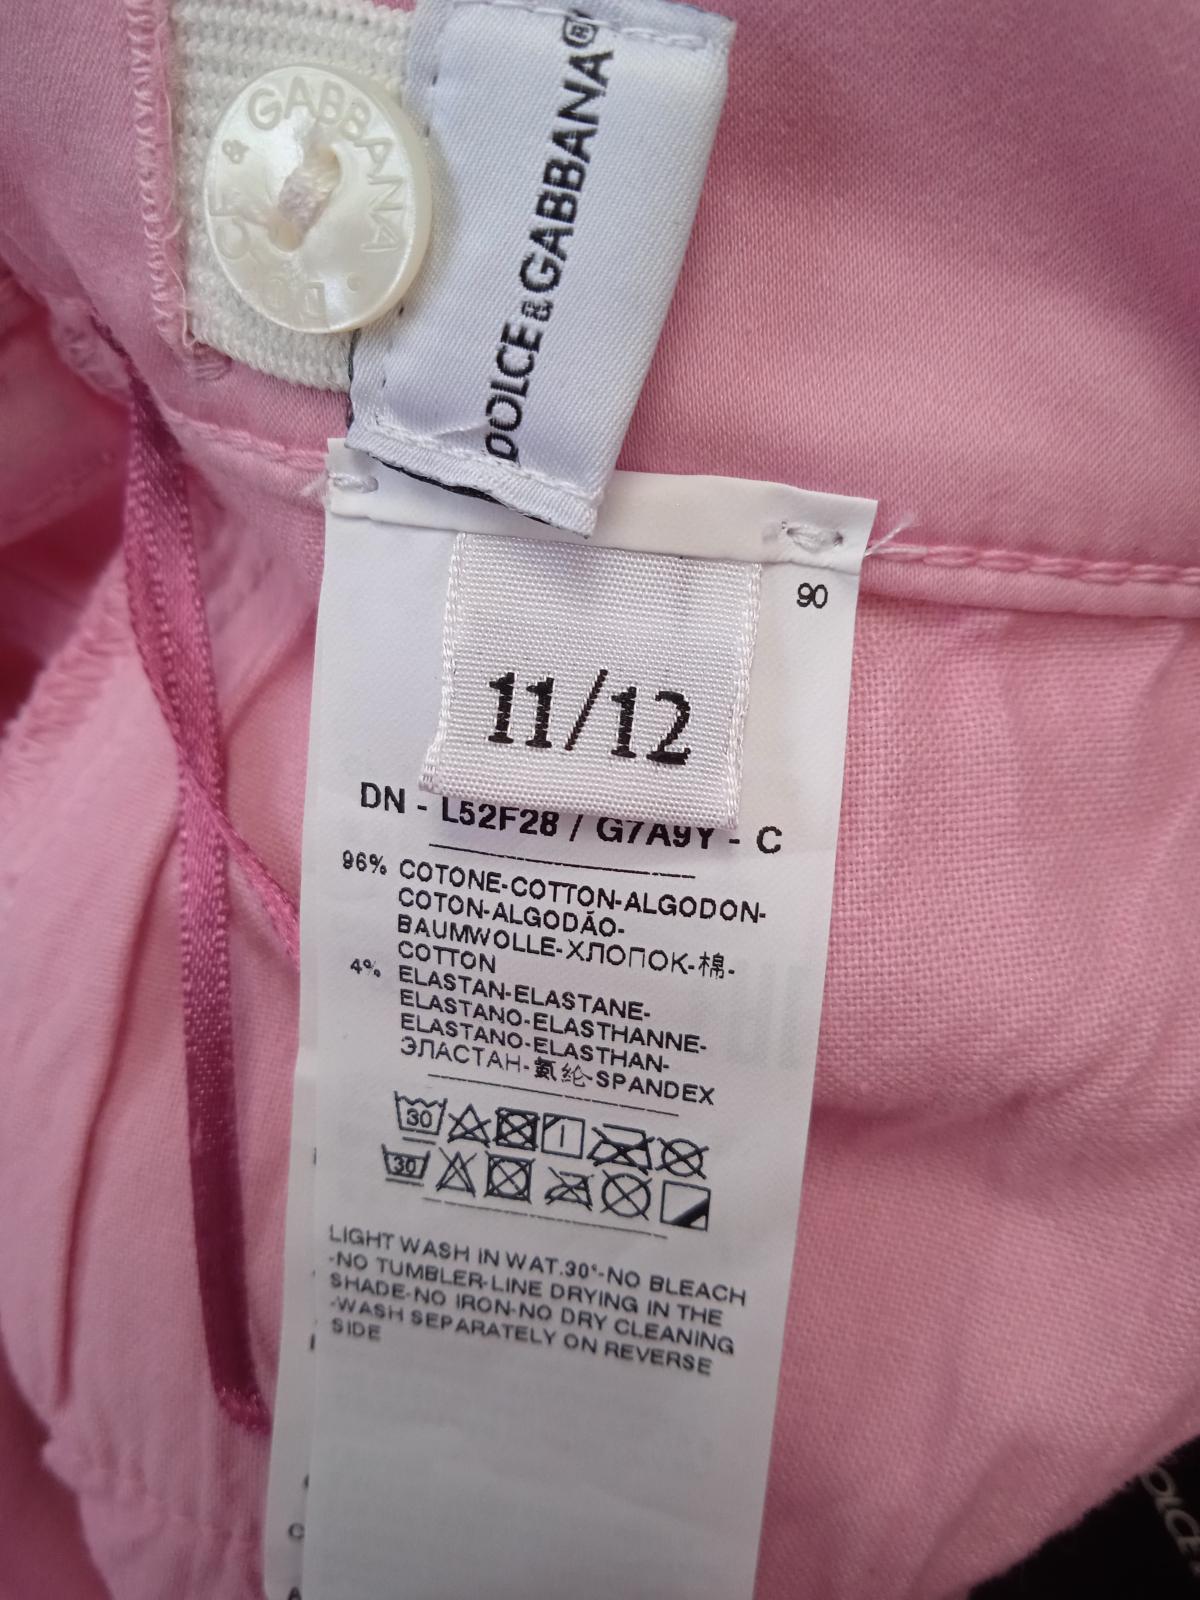 DOLCE & GABBANA
DOLCE&GABBANA®
90
11/12
DN - L52F28 / G7A9Y - C
96% COTONE-COTTON-ALGODON-
COTON-ALGODÃO-
BAUMWOLLE-ХЛОПОК-棉-
COTTON
4% ELASTAN-ELASTANE-
ELASTANO-ELASTHANNE-
ELASTANO-ELASTHAN-
ЭЛАСТАН-氨纶-SPANDEX
30
30
LIGHT WASH IN WAT.30°-NO BLEACH
-NO TUMBLER-LINE DRYING IN THE
SHADE-NO IRON-NO DRY CLEANING
-WASH SEPARATELY ON REVERSE
SIDE